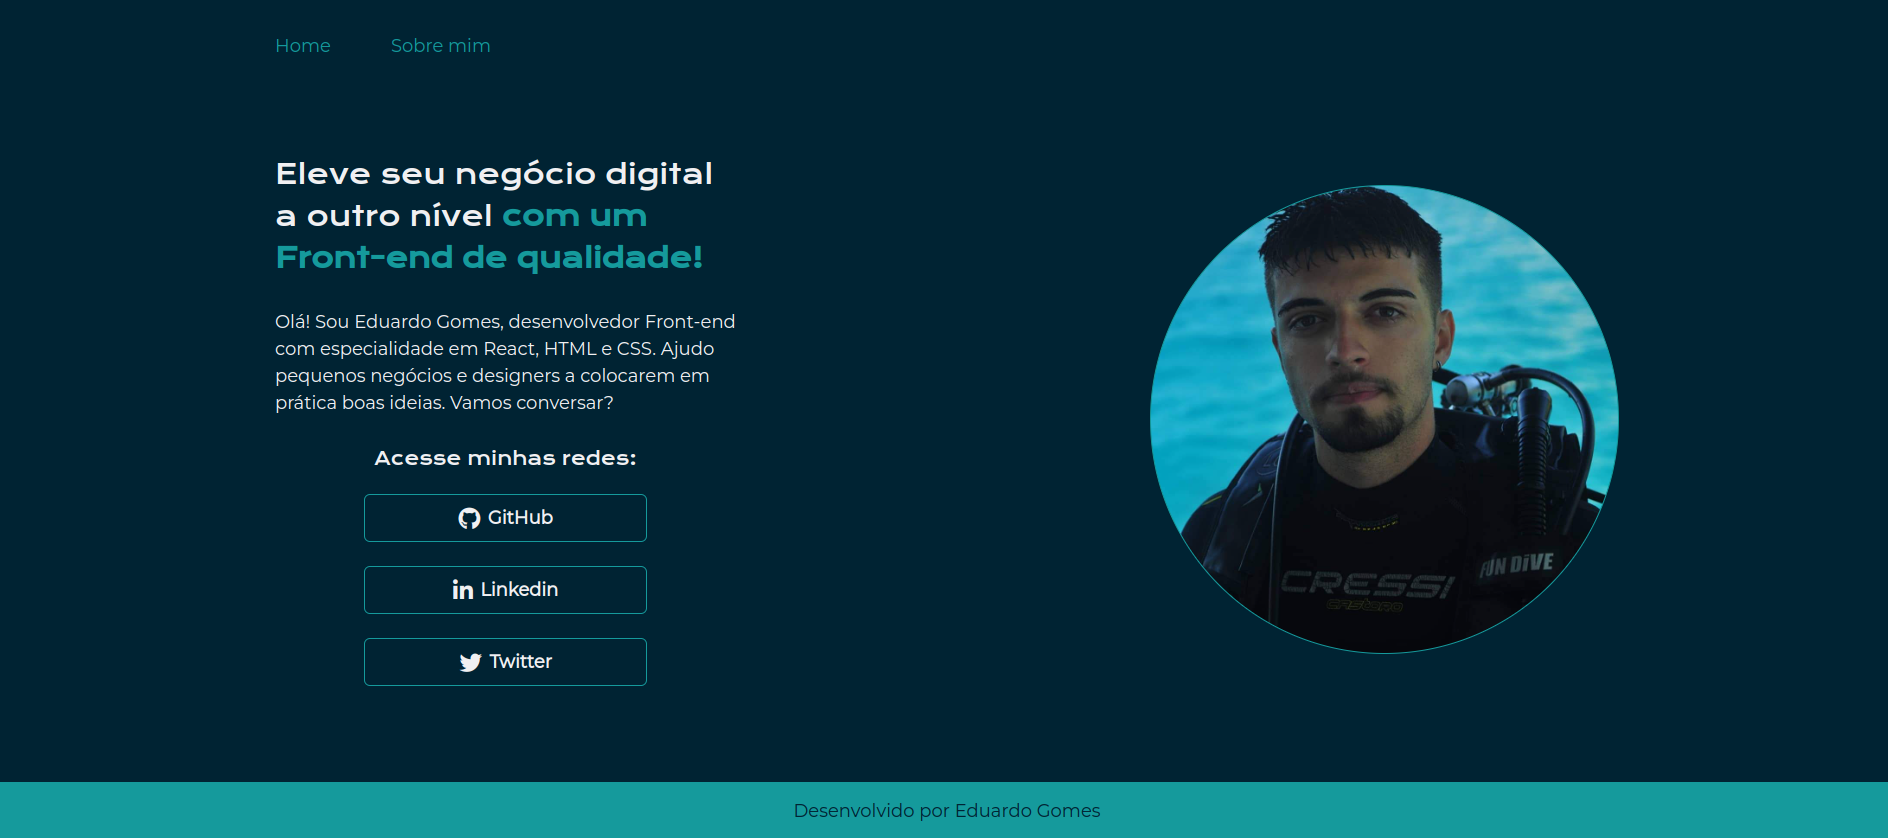 Home Sobre mim
Eleve seu negócio digital
a outro nível com um
Front-end de qualidade!
Olá! Sou Eduardo Gomes, desenvolvedor Front-end
com especialidade em React, HTML e CSS. Ajudo
pequenos negócios e designers a colocarem em
prática boas ideias. Vamos conversar?
Acesse minhas redes:
GitHub
Linkedin
Twitter
FUN DiVE
CRESSI
Desenvolvido por Eduardo Gomes